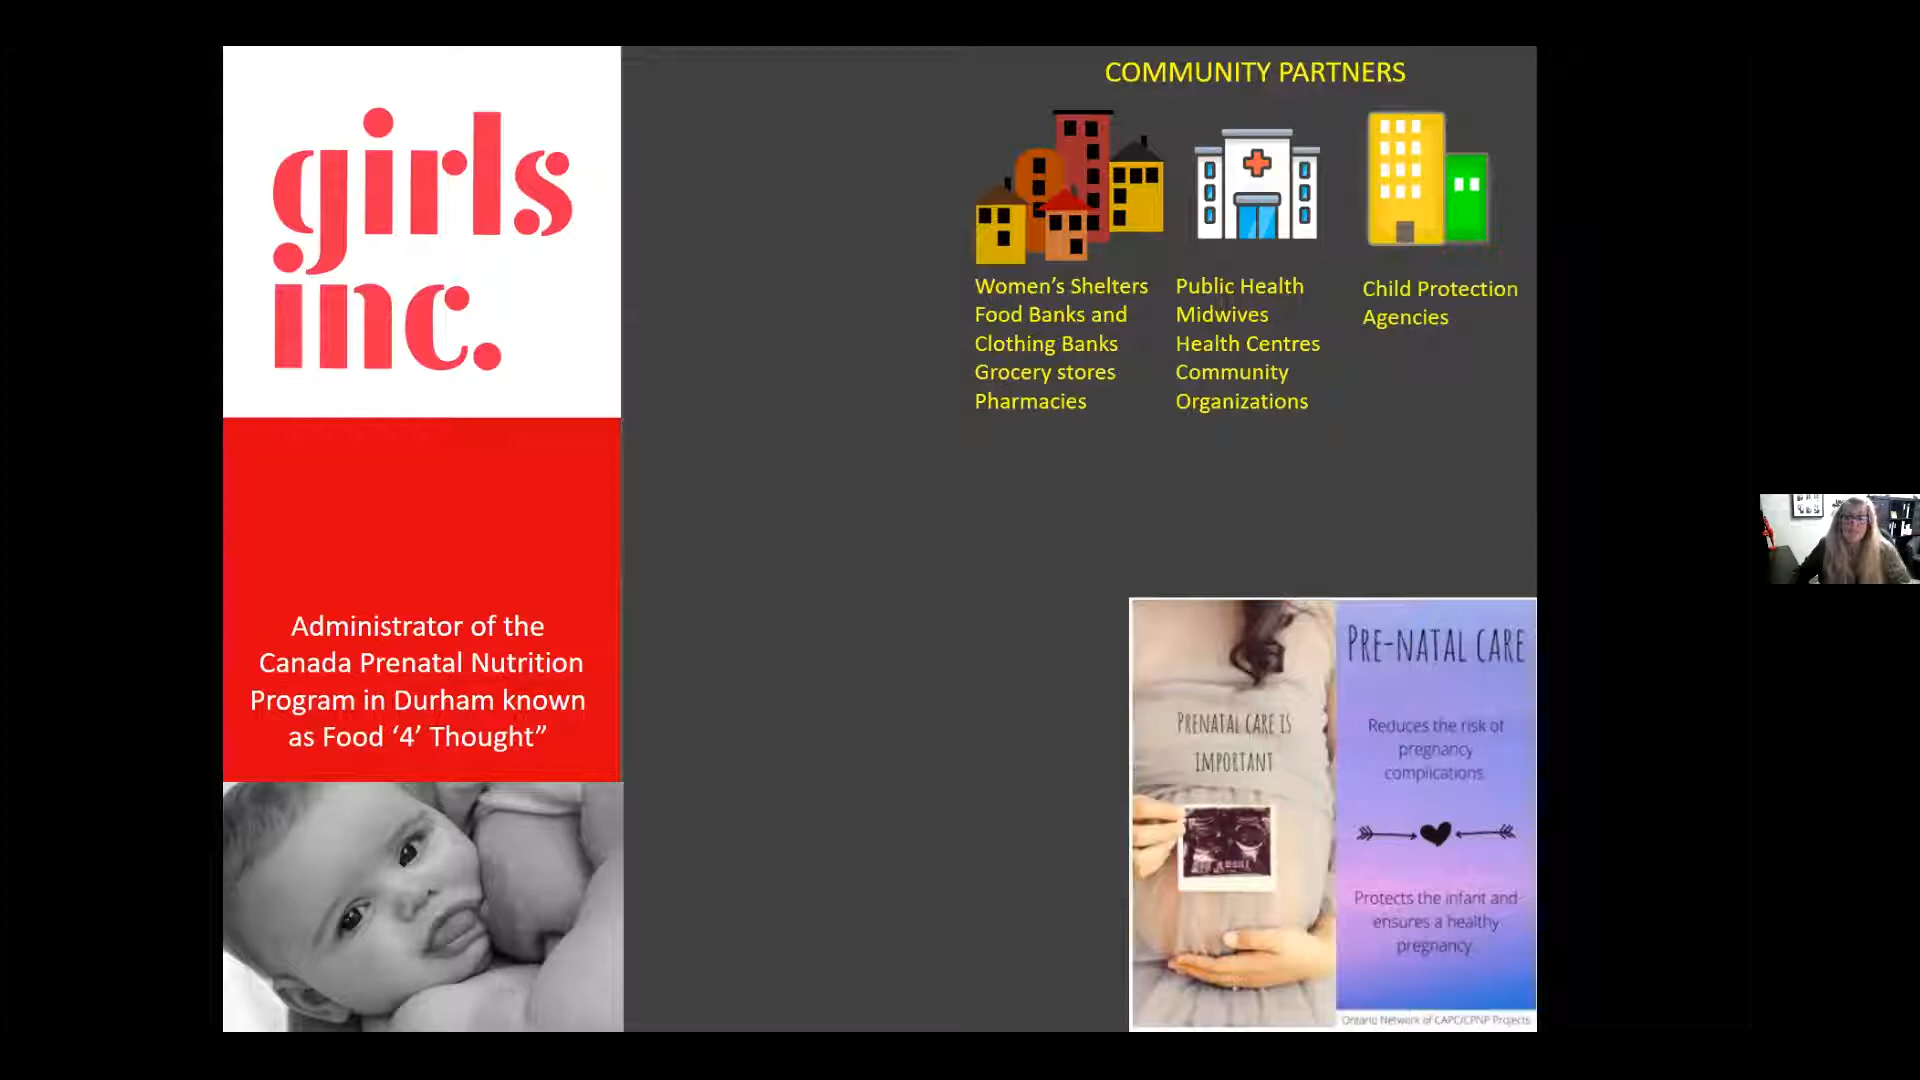 girls
inc.
Administrator of the
Canada Prenatal Nutrition
Program in Durham known
as Food ‘4’ Thought”
COMMUNITY PARTNERS
Women’s Shelters
Food Banks and
Clothing Banks
Grocery stores
Pharmacies
Public Health
Midwives
Health Centres
Community
Organizations
Child Protection
Agencies
PRENATAL CARE IS
IMPORTANT
PRE-NATAL CARE
Reduces the risk of
pregnancy
complications.
Protects the infant and
ensures a healthy
pregnancy.
Ontario Network of CAPC/CPNP Projects